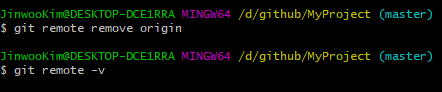 JinwooKim@DESKTOP-DCE1RRA MINGW64 /d/github/MyProject (master)
$ git remote remove origin
JinwooKim@DESKTOP-DCE1RRA MINGW64 /d/github/MyProject (master)
$ git remote -v